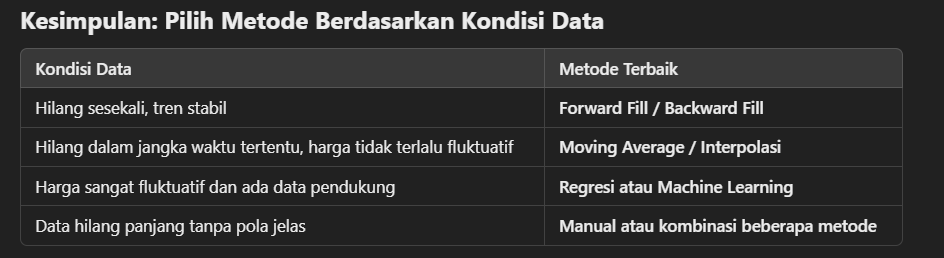 Kesimpulan: Pilih Metode Berdasarkan Kondisi Data
Kondisi Data Metode Terbaik
Hilang sesekali, tren stabil Forward Fill / Backward Fill
Hilang dalam jangka waktu tertentu, harga tidak terlalu fluktuatif Moving Average / Interpolasi
Harga sangat fluktuatif dan ada data pendukung Regresi atau Machine Learning
Data hilang panjang tanpa pola jelas Manual atau kombinasi beberapa metode